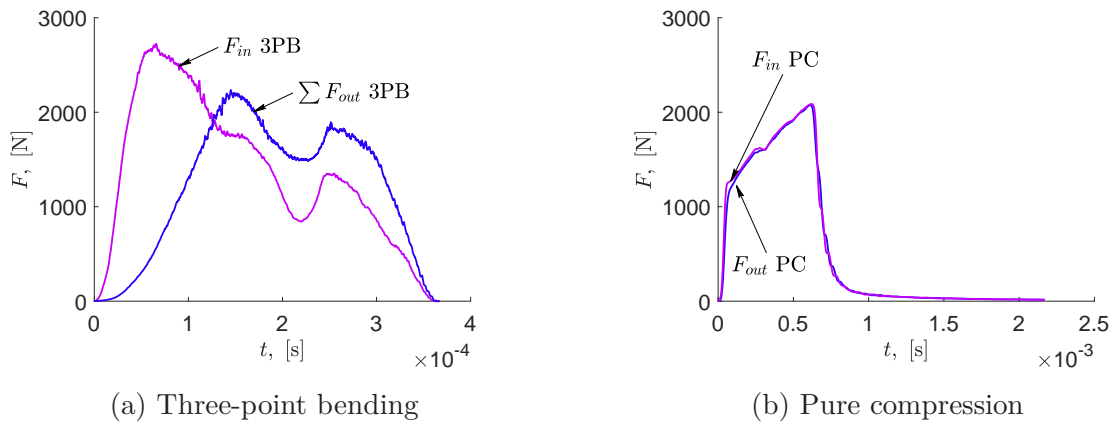 3000
2000
1000
0
F, [N]
F_in 3PB
∑ F_out 3PB
0 1 2 3 4
t, [s]
×10^-4
(a) Three-point bending
3000
2000
1000
0
F, [N]
F_in PC
F_out PC
0 0.5 1 1.5 2 2.5
t, [s]
×10^-3
(b) Pure compression